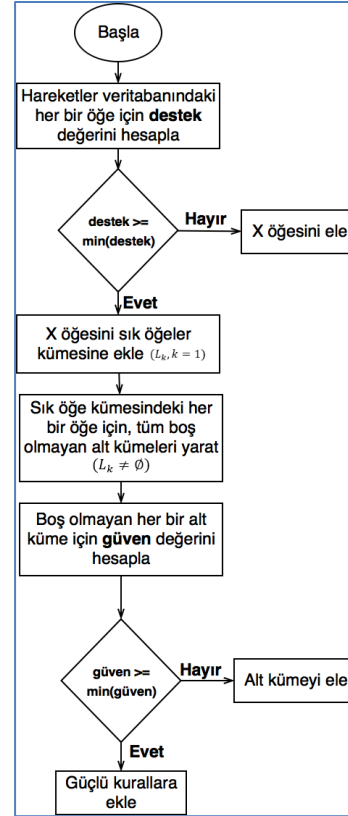 Başla
Hareketler veritabanındaki
her bir öğe için destek
değerini hesapla
destek >=
min(destek)
Hayır
X öğesini ele
Evet
X öğesini sık öğeler
kümesine ekle (L_k, k = 1)
Sık öğe kümesindeki her
bir öğe için, tüm boş
olmayan alt kümeleri yarat
(L_k ≠ ∅)
Boş olmayan her bir alt
küme için güven değerini
hesapla
güven >=
min(güven)
Hayır
Alt kümeyi ele
Evet
Güçlü kurallara
ekle